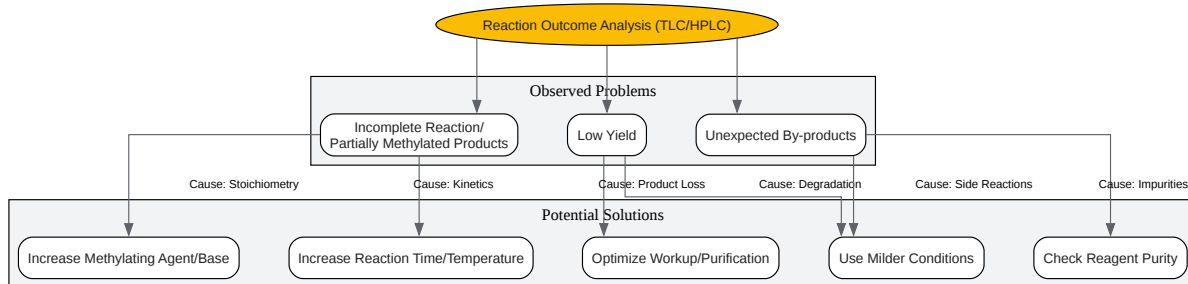 Reaction Outcome Analysis (TLC/HPLC)
Observed Problems
Incomplete Reaction/
Partially Methylated Products
Low Yield
Unexpected By-products
Cause: Stoichiometry
Cause: Kinetics
Cause: Product Loss
Cause: Degradation
Cause: Side Reactions
Cause: Impurities
Potential Solutions
Increase Methylating Agent/Base
Increase Reaction Time/Temperature
Optimize Workup/Purification
Use Milder Conditions
Check Reagent Purity